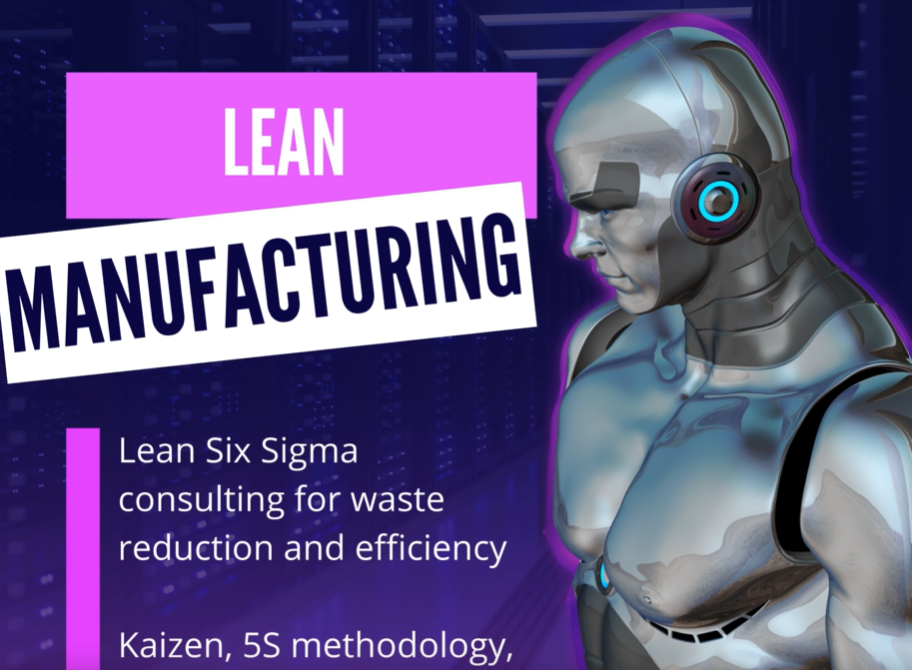 LEAN
MANUFACTURING
Lean Six Sigma
consulting for waste
reduction and efficiency
Kaizen, 5S methodology,